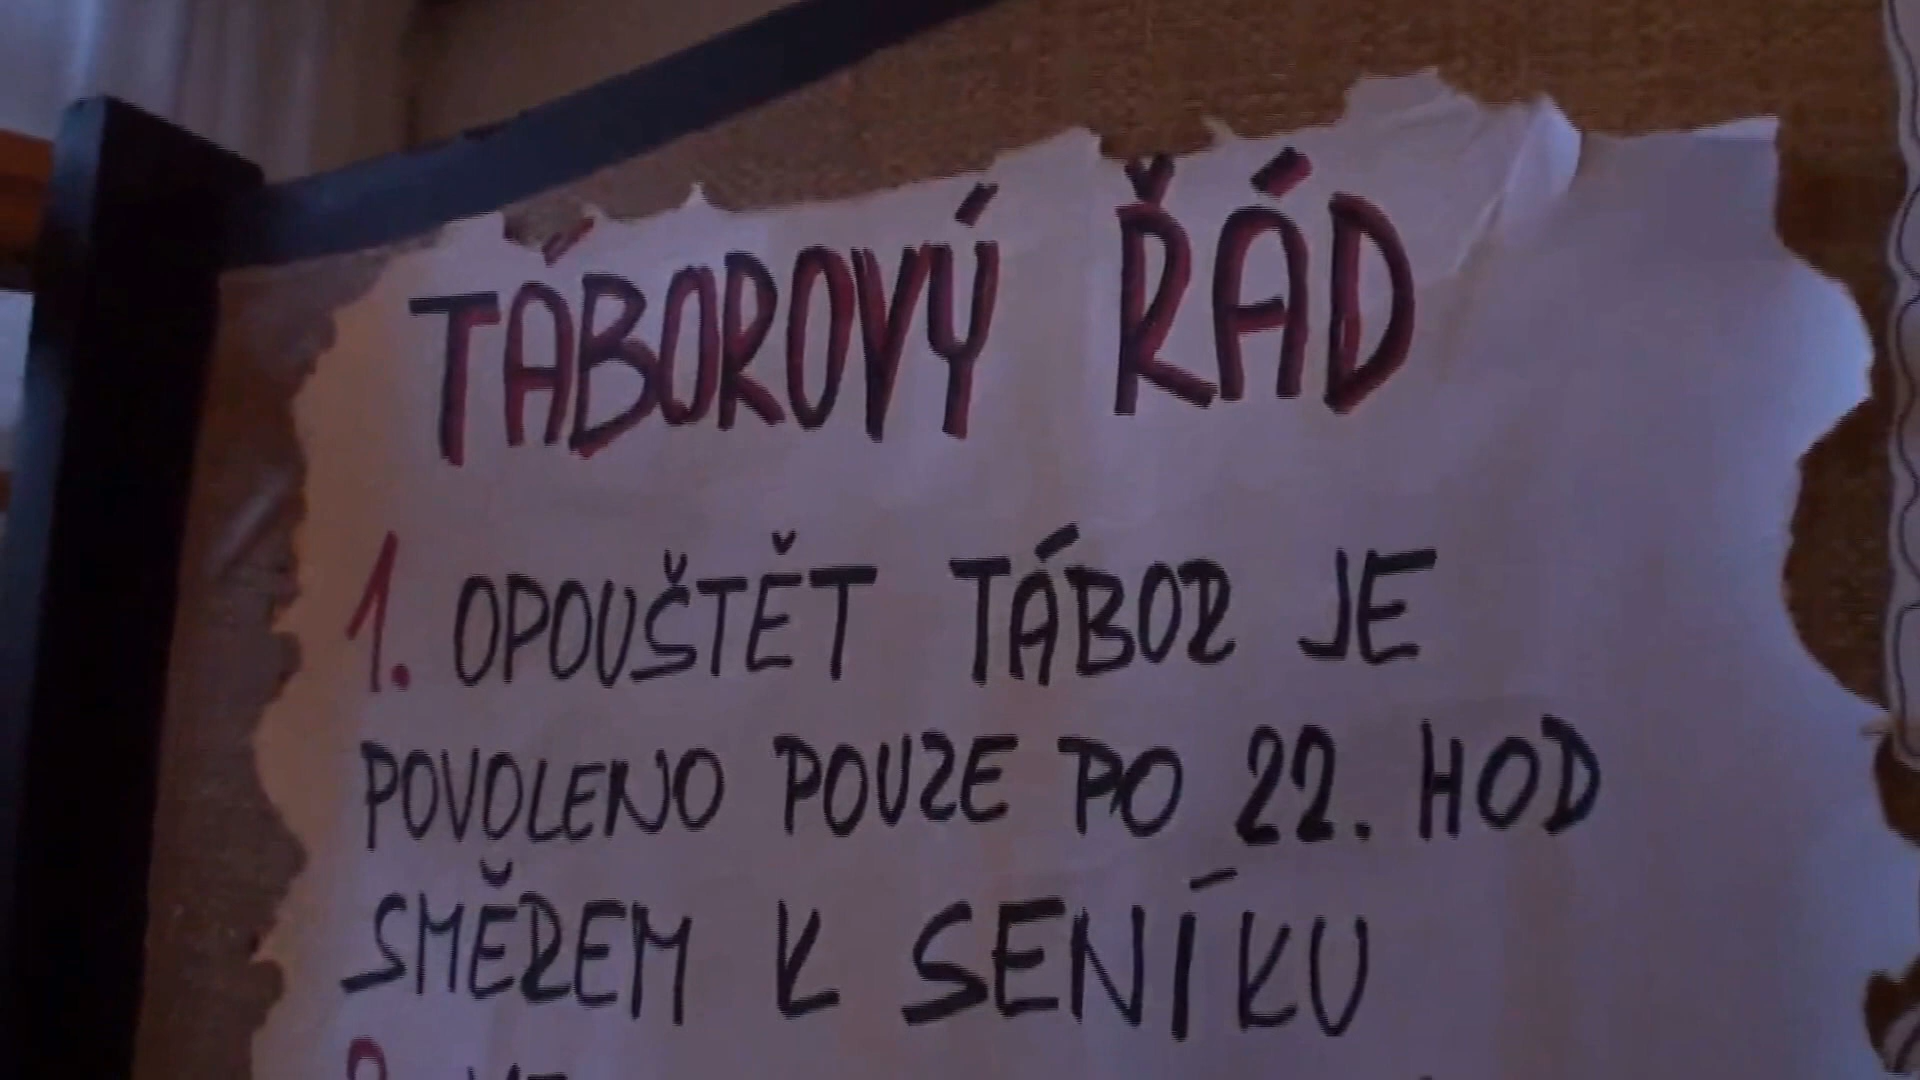 TÁBOROVÝ ŘÁD
1. OPOUŠTĚT TÁBOR JE
POVOLENO POUZE PO 22. HOD
SMĚREM K SENÍKU